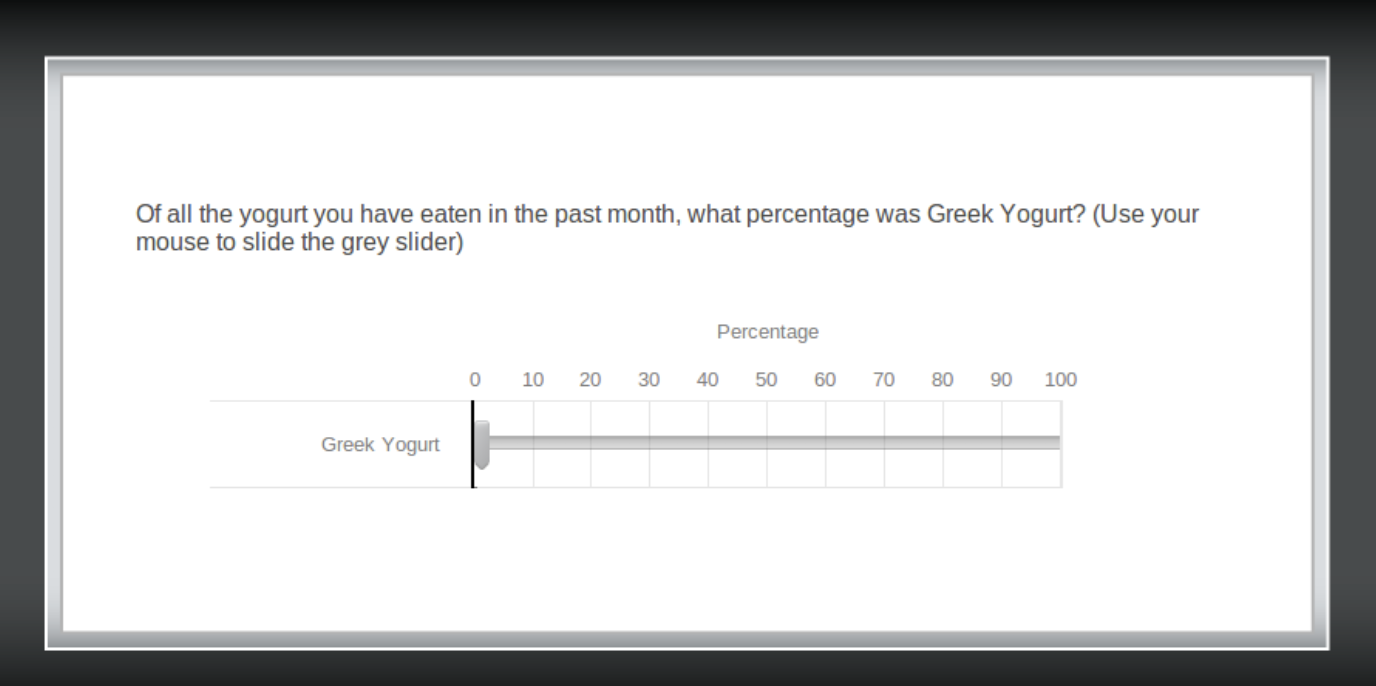 Of all the yogurt you have eaten in the past month, what percentage was Greek Yogurt? (Use your
mouse to slide the grey slider)
Percentage
0 10 20 30 40 50 60 70 80 90 100
Greek Yogurt